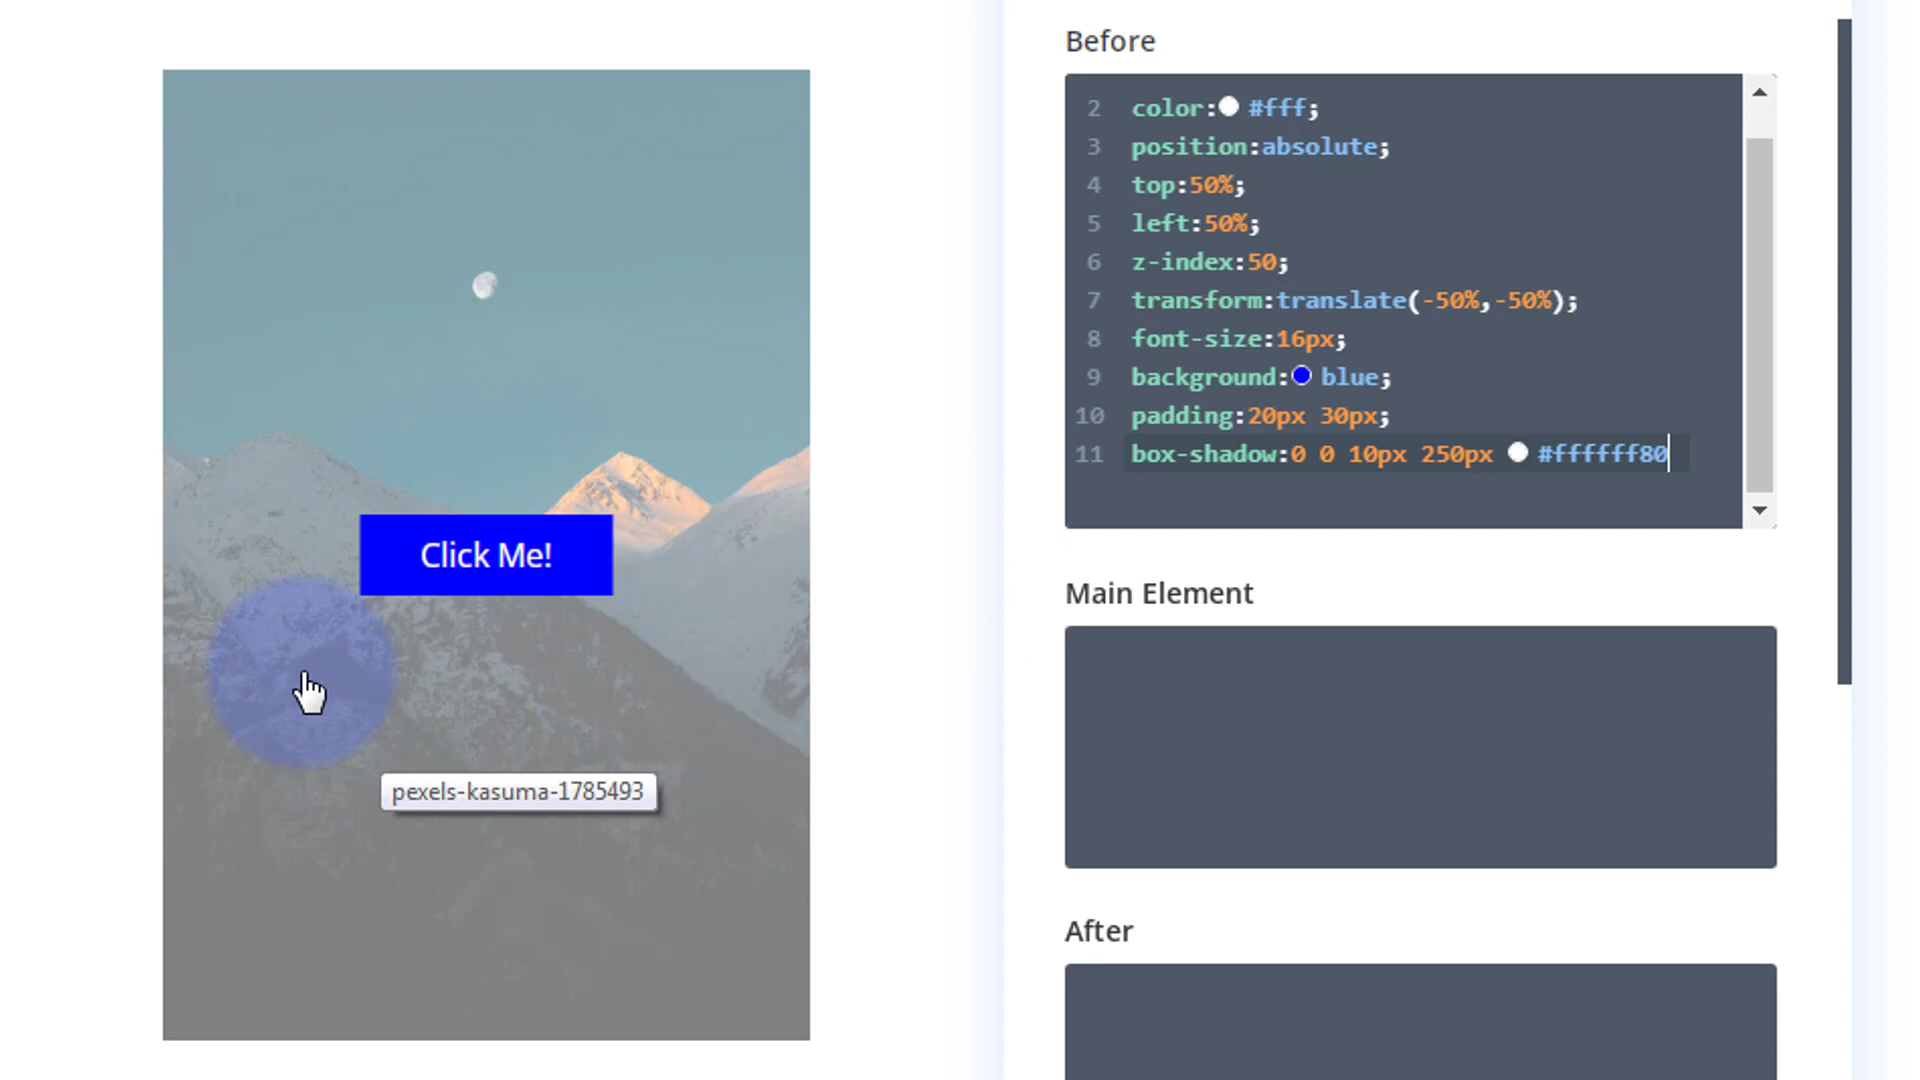 Click Me!
pexels-kasuma-1785493
Before
2 color: #fff;
3 position:absolute;
4 top:50%;
5 left:50%;
6 z-index:50;
7 transform:translate(-50%,-50%);
8 font-size:16px;
9 background: blue;
10 padding:20px 30px;
11 box-shadow:0 0 10px 250px #ffffff80
Main Element
After